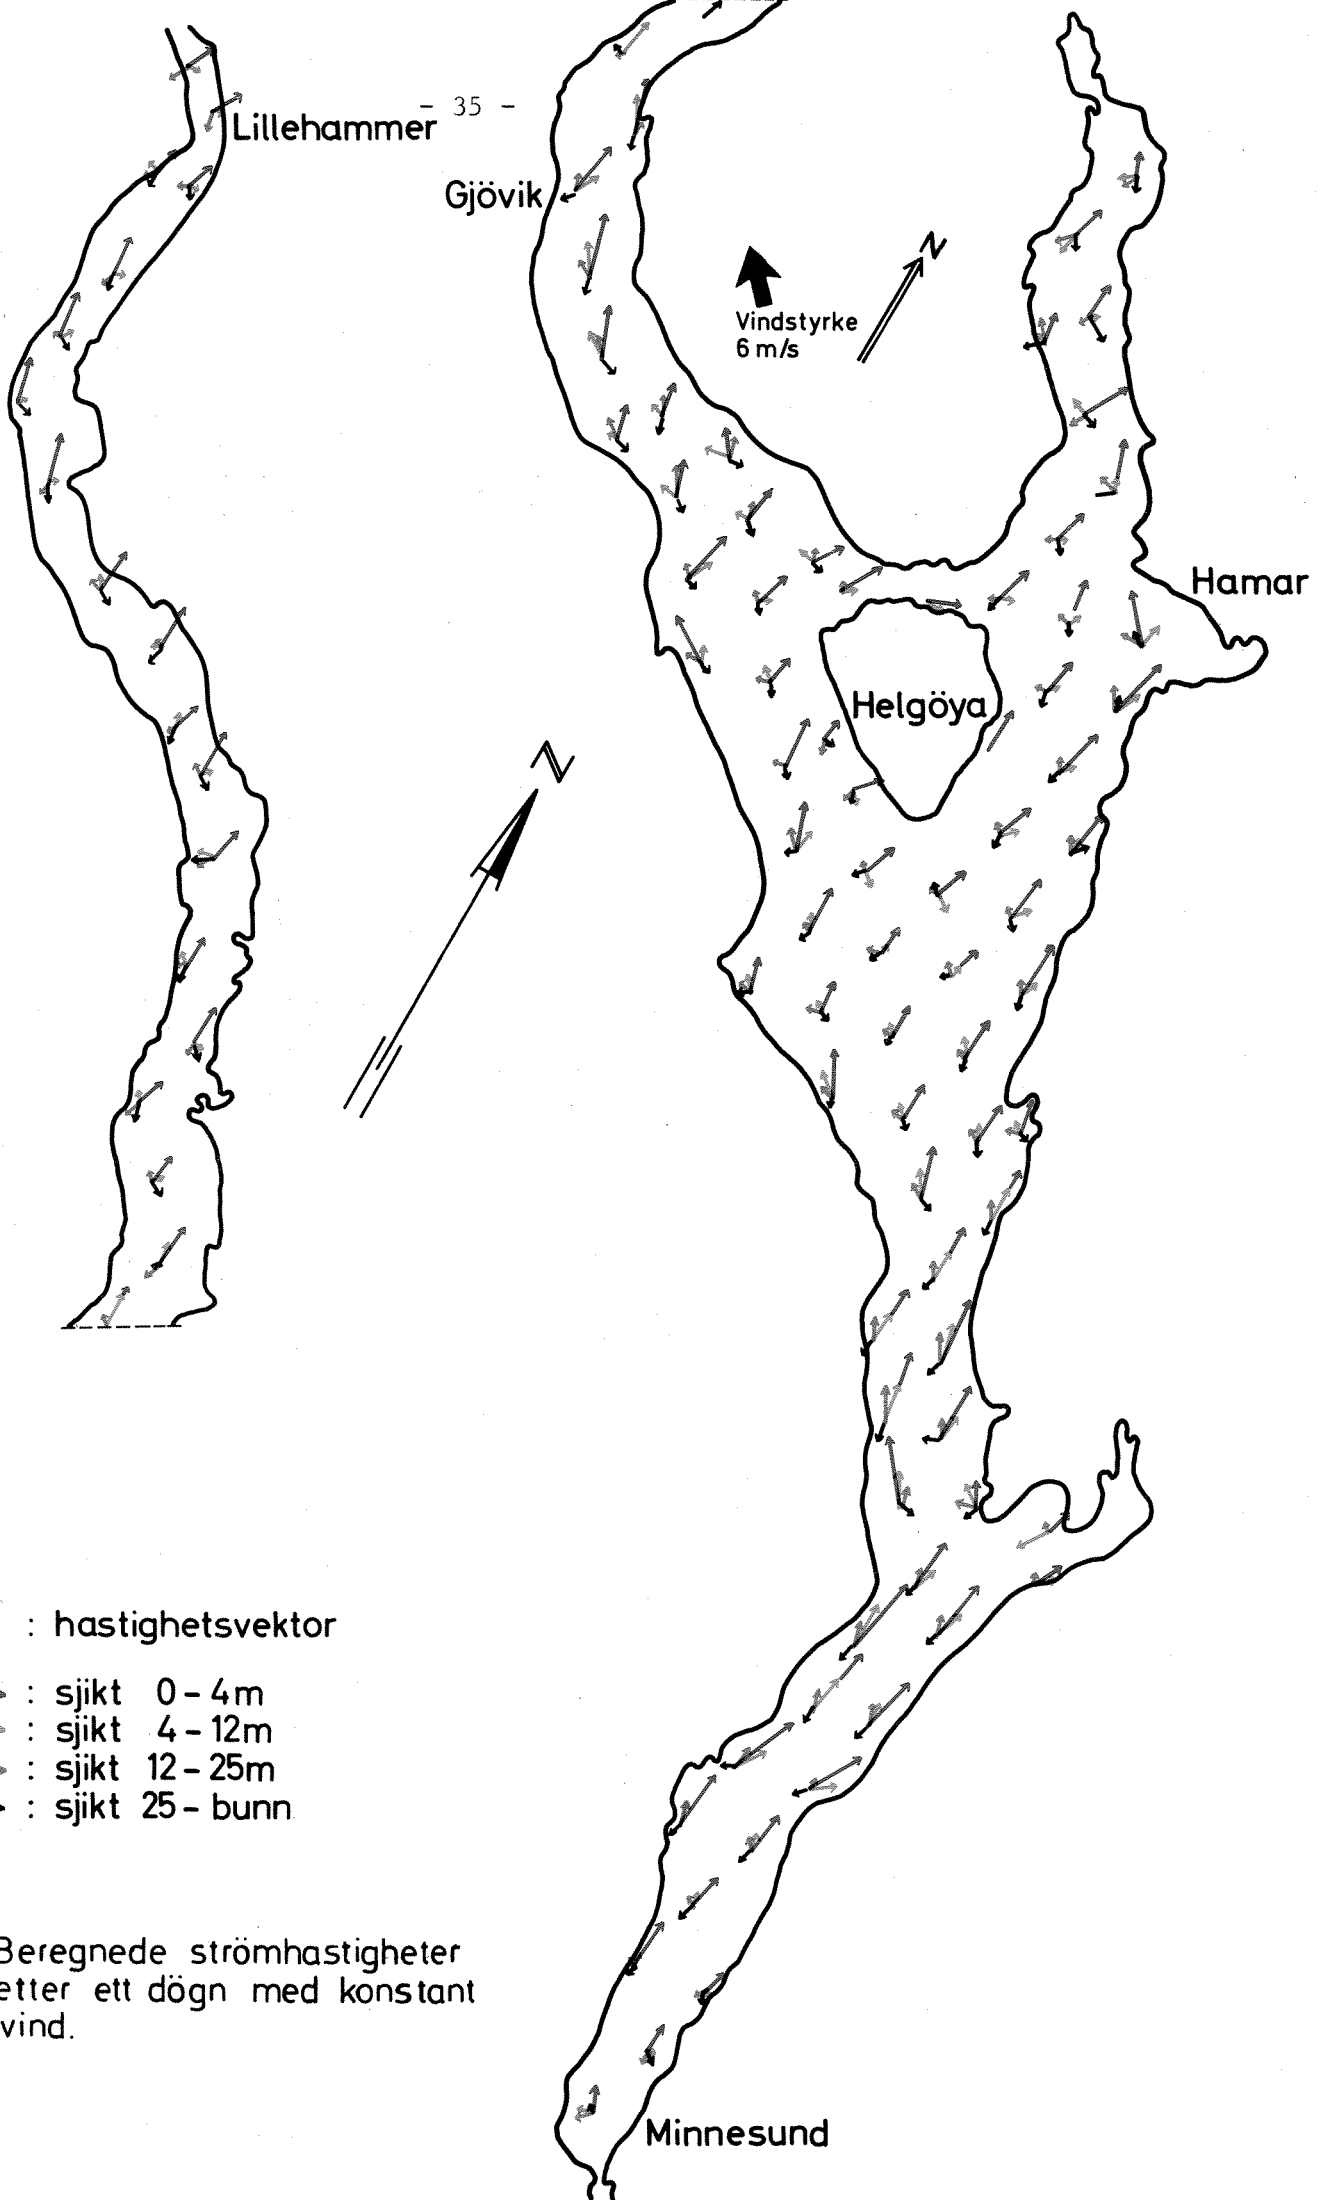 - 35 -
Lillehammer
Gjövik
N
Vindstyrke
6 m/s
Hamar
Helgöya
N
: hastighetsvektor
: sjikt 0 - 4m
: sjikt 4 - 12m
: sjikt 12 - 25m
: sjikt 25 - bunn
Beregnede strömhastigheter
etter ett dögn med konstant
vind.
Minnesund